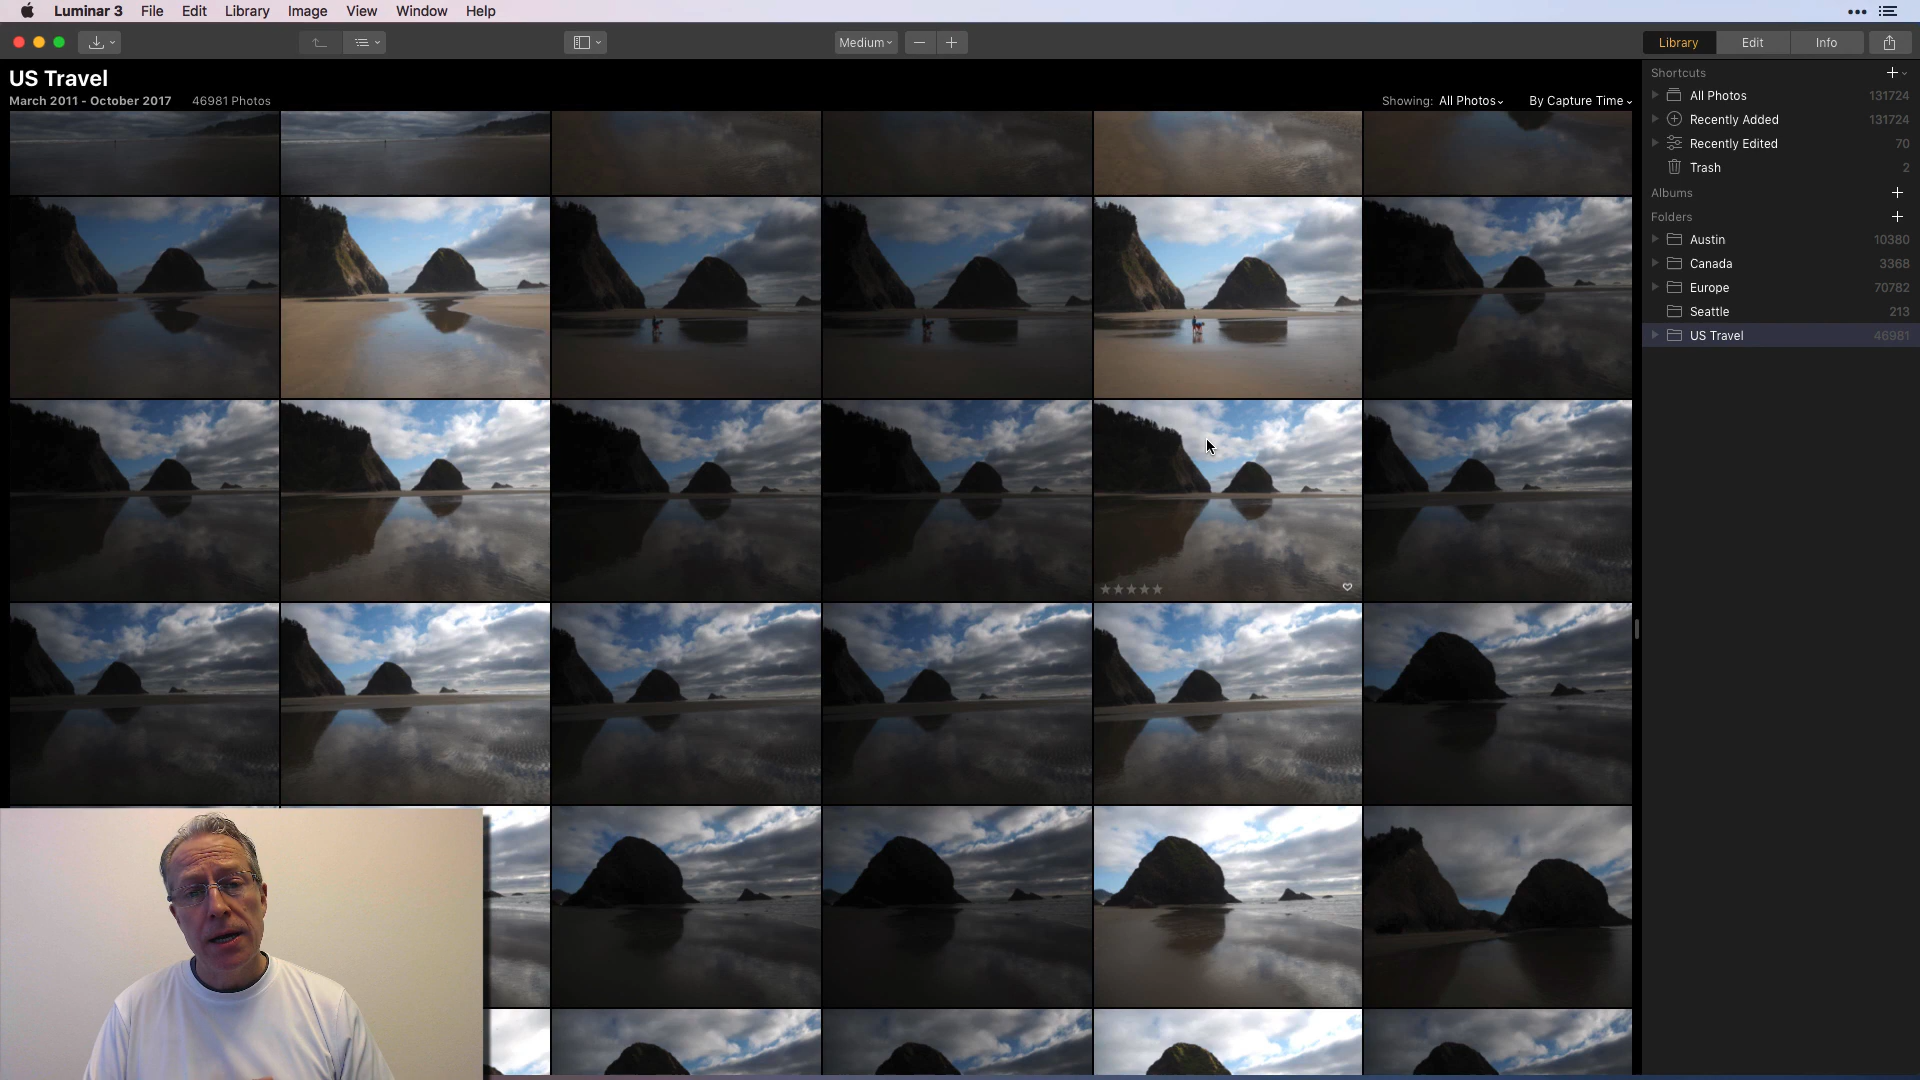 Luminar 3 File Edit Library Image View Window Help
Medium
Library Edit Info
US Travel
March 2011 - October 2017 46981 Photos
Showing: All Photos By Capture Time
Shortcuts
All Photos 131724
Recently Added 131724
Recently Edited 70
Trash 2
Albums
Folders
Austin 10380
Canada 3368
Europe 70782
Seattle 213
US Travel 46981